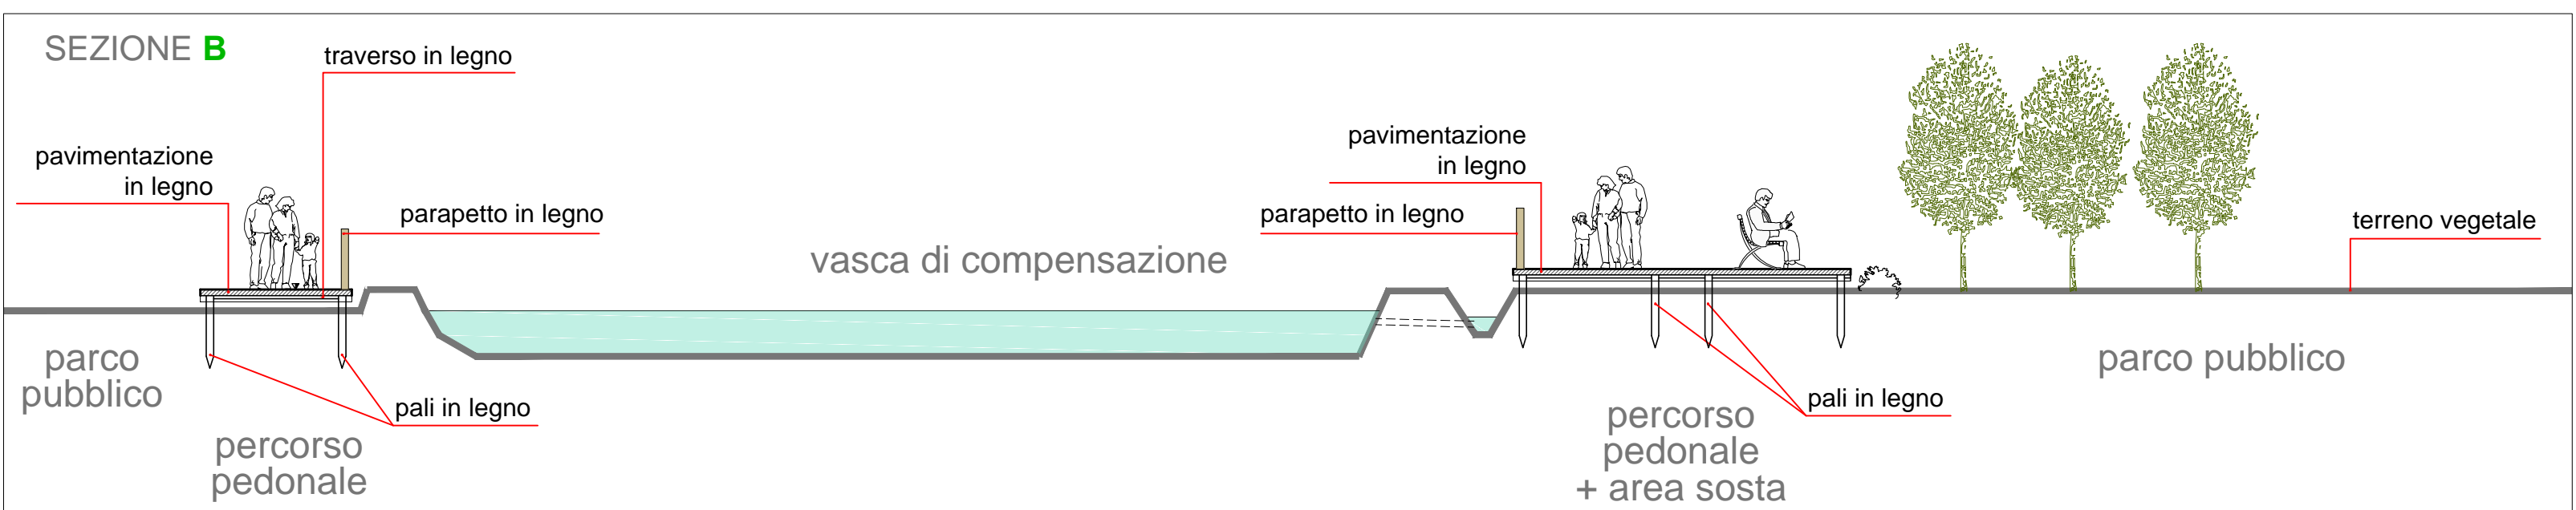 SEZIONE B
traverso in legno
pavimentazione
in legno
parapetto in legno
vasca di compensazione
pavimentazione
in legno
parapetto in legno
terreno vegetale
parco
pubblico
pali in legno
percorso
pedonale
pali in legno
percorso
pedonale
+ area sosta
parco pubblico